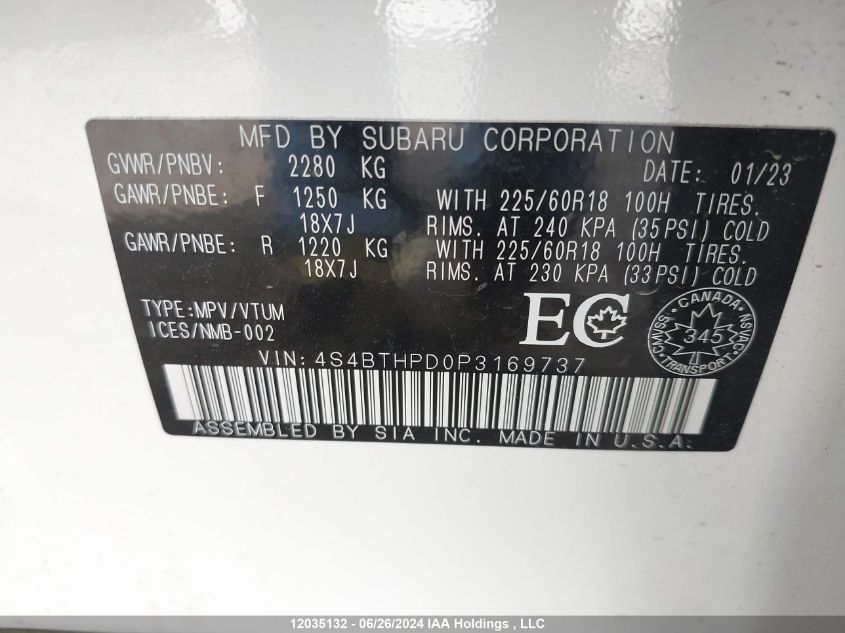 MFD BY SUBARU CORPORATION
GVWR/PNBV: 2280 KG DATE: 01/23
GAWR/PNBE: F 1250 KG WITH 225/60R18 100H TIRES.
18X7J RIMS. AT 240 KPA (35PSI) COLD
GAWR/PNBE: R 1220 KG WITH 225/60R18 100H TIRES.
18X7J RIMS. AT 230 KPA (33PSI) COLD
TYPE:MPV/VTUM
ICES/NMB-002
EC
CANADA
CMVSS 345 NSVAC
TRANSPORT
VIN: 4S4BTHPD0P3169737
ASSEMBLED BY SIA INC. MADE IN U.S.A.
12035132 - 06/26/2024 IAA Holdings , LLC